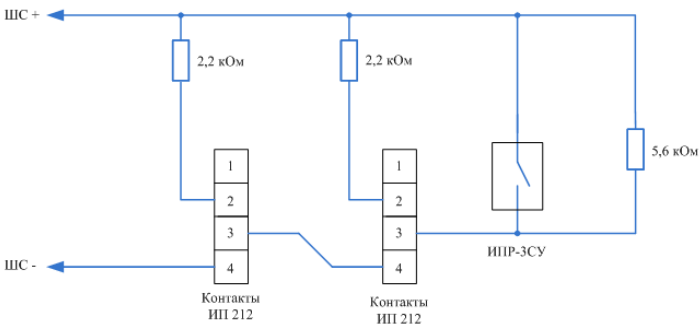 ШС +
2,2 кОм
2,2 кОм
5,6 кОм
1
2
3
4
1
2
3
4
ИПР-3СУ
ШС -
Контакты
ИП 212
Контакты
ИП 212